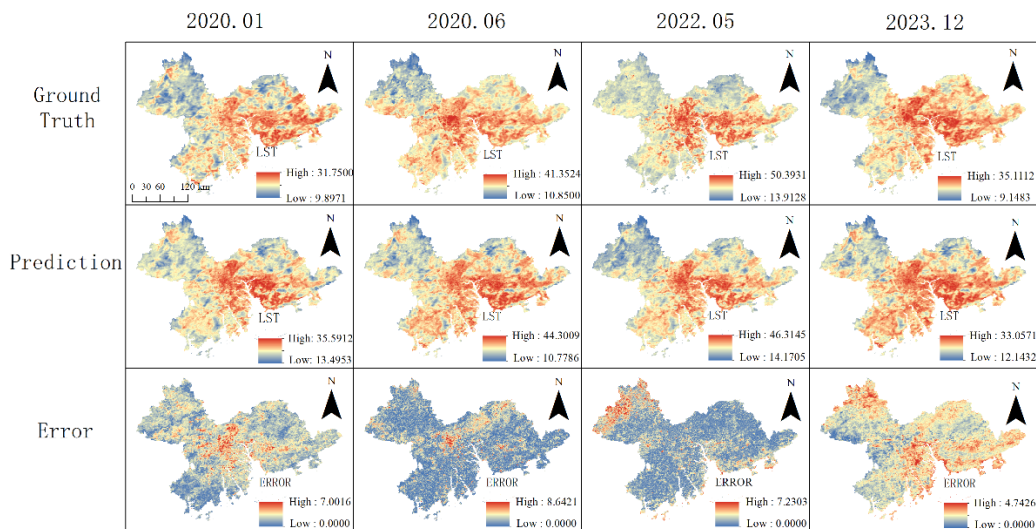 2020.01 2020.06 2022.05 2023.12
Ground Truth
N
LST
High : 31.7500
Low : 9.8971
0 30 60 120 km
N
LST
High : 41.3524
Low : 10.8500
N
LST
High : 50.3931
Low : 13.9128
N
LST
High : 35.1112
Low : 9.1483
Prediction
N
LST
High : 35.5912
Low : 13.4953
N
LST
High : 44.3009
Low : 10.7786
N
LST
High : 46.3145
Low : 14.1705
N
LST
High : 33.0571
Low : 12.1432
Error
N
ERROR
High : 7.0016
Low : 0.0000
N
ERROR
High : 8.6421
Low : 0.0000
N
ERROR
High : 7.2303
Low : 0.0000
N
ERROR
High : 4.7426
Low : 0.0000